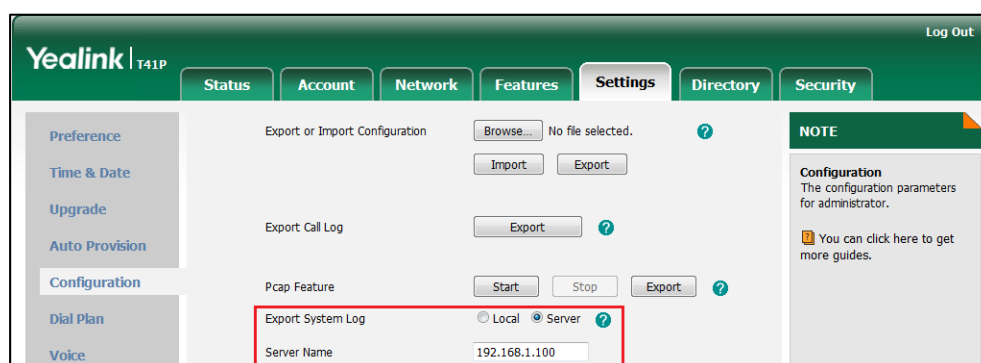 Log Out
Yealink | T41P
Status Account Network Features Settings Directory Security
Preference
Time & Date
Upgrade
Auto Provision
Configuration
Dial Plan
Voice
Export or Import Configuration Browse... No file selected. ?
Import Export
Export Call Log Export ?
Pcap Feature Start Stop Export ?
Export System Log Local Server ?
Server Name 192.168.1.100
NOTE
Configuration
The configuration parameters
for administrator.
? You can click here to get
more guides.